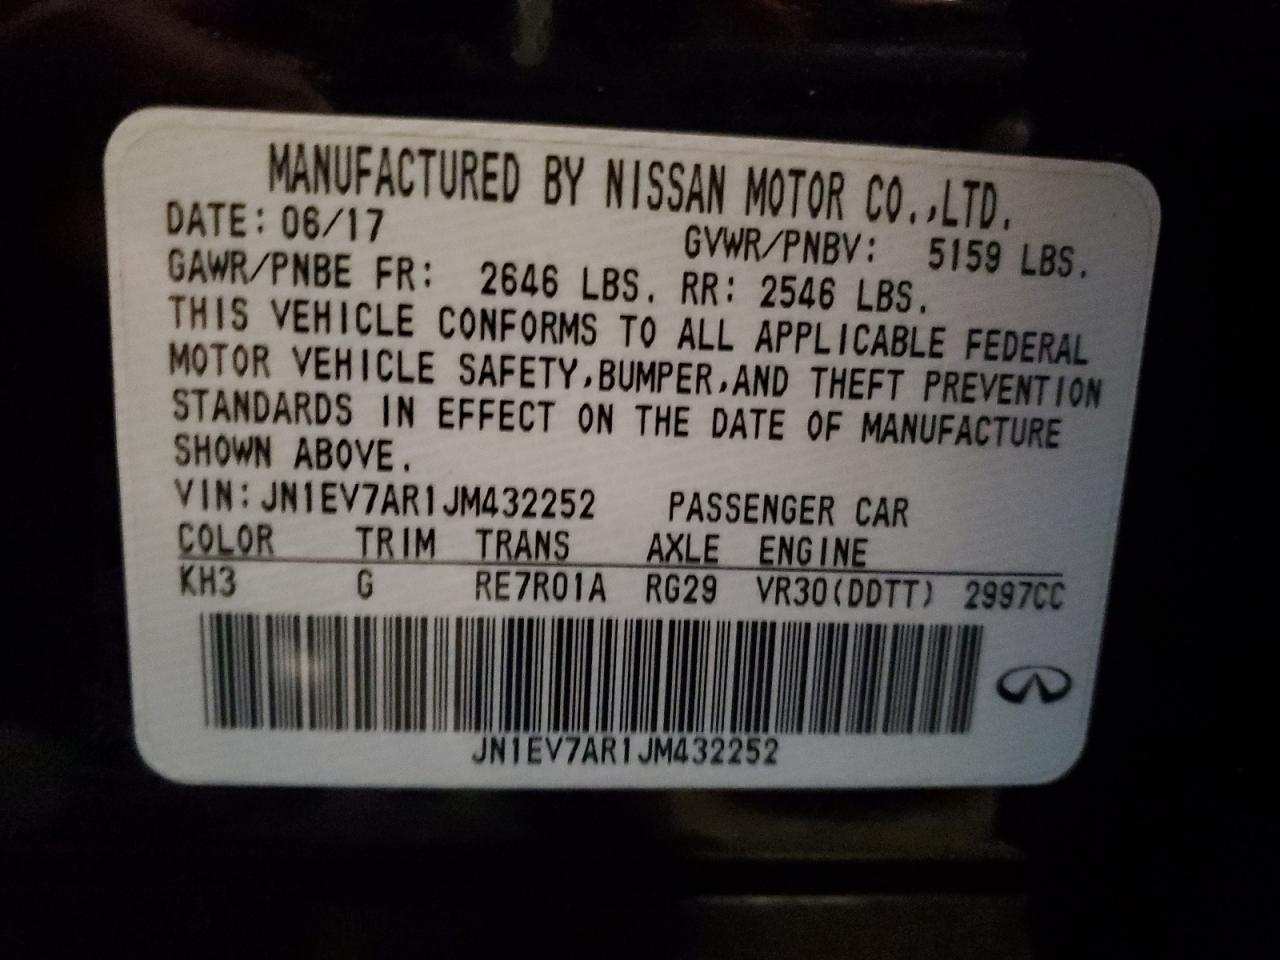 MANUFACTURED BY NISSAN MOTOR CO.,LTD.
DATE: 06/17 GVWR/PNBV: 5159 LBS.
GAWR/PNBE FR: 2646 LBS. RR: 2546 LBS.
THIS VEHICLE CONFORMS TO ALL APPLICABLE FEDERAL
MOTOR VEHICLE SAFETY,BUMPER,AND THEFT PREVENTION
STANDARDS IN EFFECT ON THE DATE OF MANUFACTURE
SHOWN ABOVE.
VIN: JN1EV7AR1JM432252 PASSENGER CAR
COLOR TRIM TRANS AXLE ENGINE
KH3 G RE7R01A RG29 VR30(DDTT) 2997CC
JN1EV7AR1JM432252